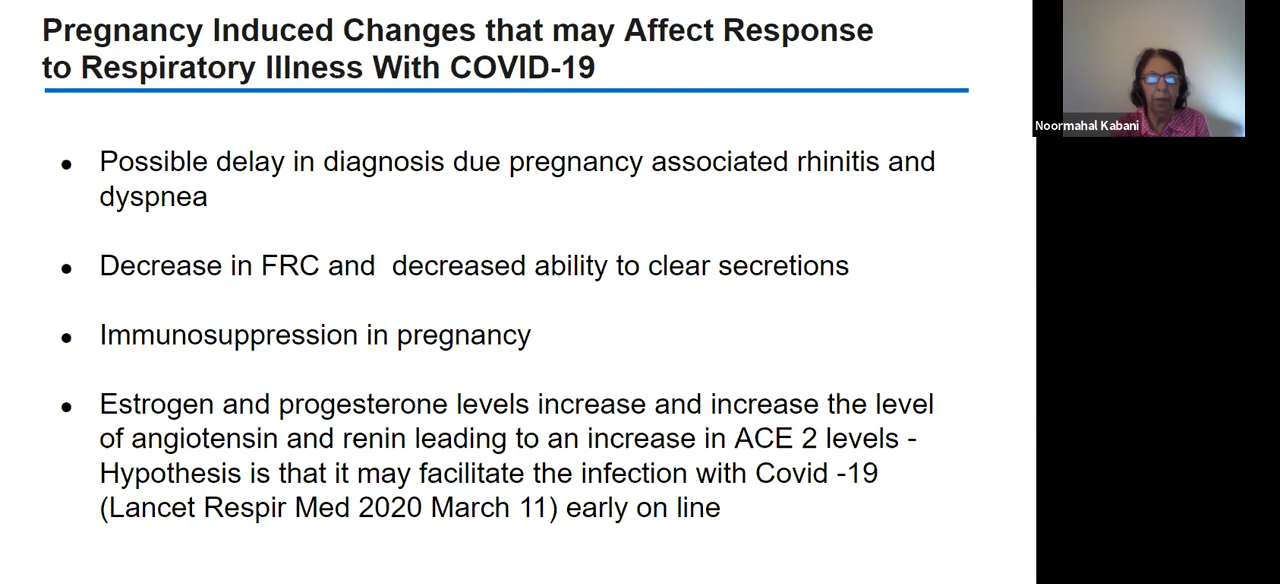 Pregnancy Induced Changes that may Affect Response
to Respiratory Illness With COVID-19
Noormahal Kabani
● Possible delay in diagnosis due pregnancy associated rhinitis and
dyspnea
● Decrease in FRC and  decreased ability to clear secretions
● Immunosuppression in pregnancy
● Estrogen and progesterone levels increase and increase the level
of angiotensin and renin leading to an increase in ACE 2 levels -
Hypothesis is that it may facilitate the infection with Covid -19
(Lancet Respir Med 2020 March 11) early on line